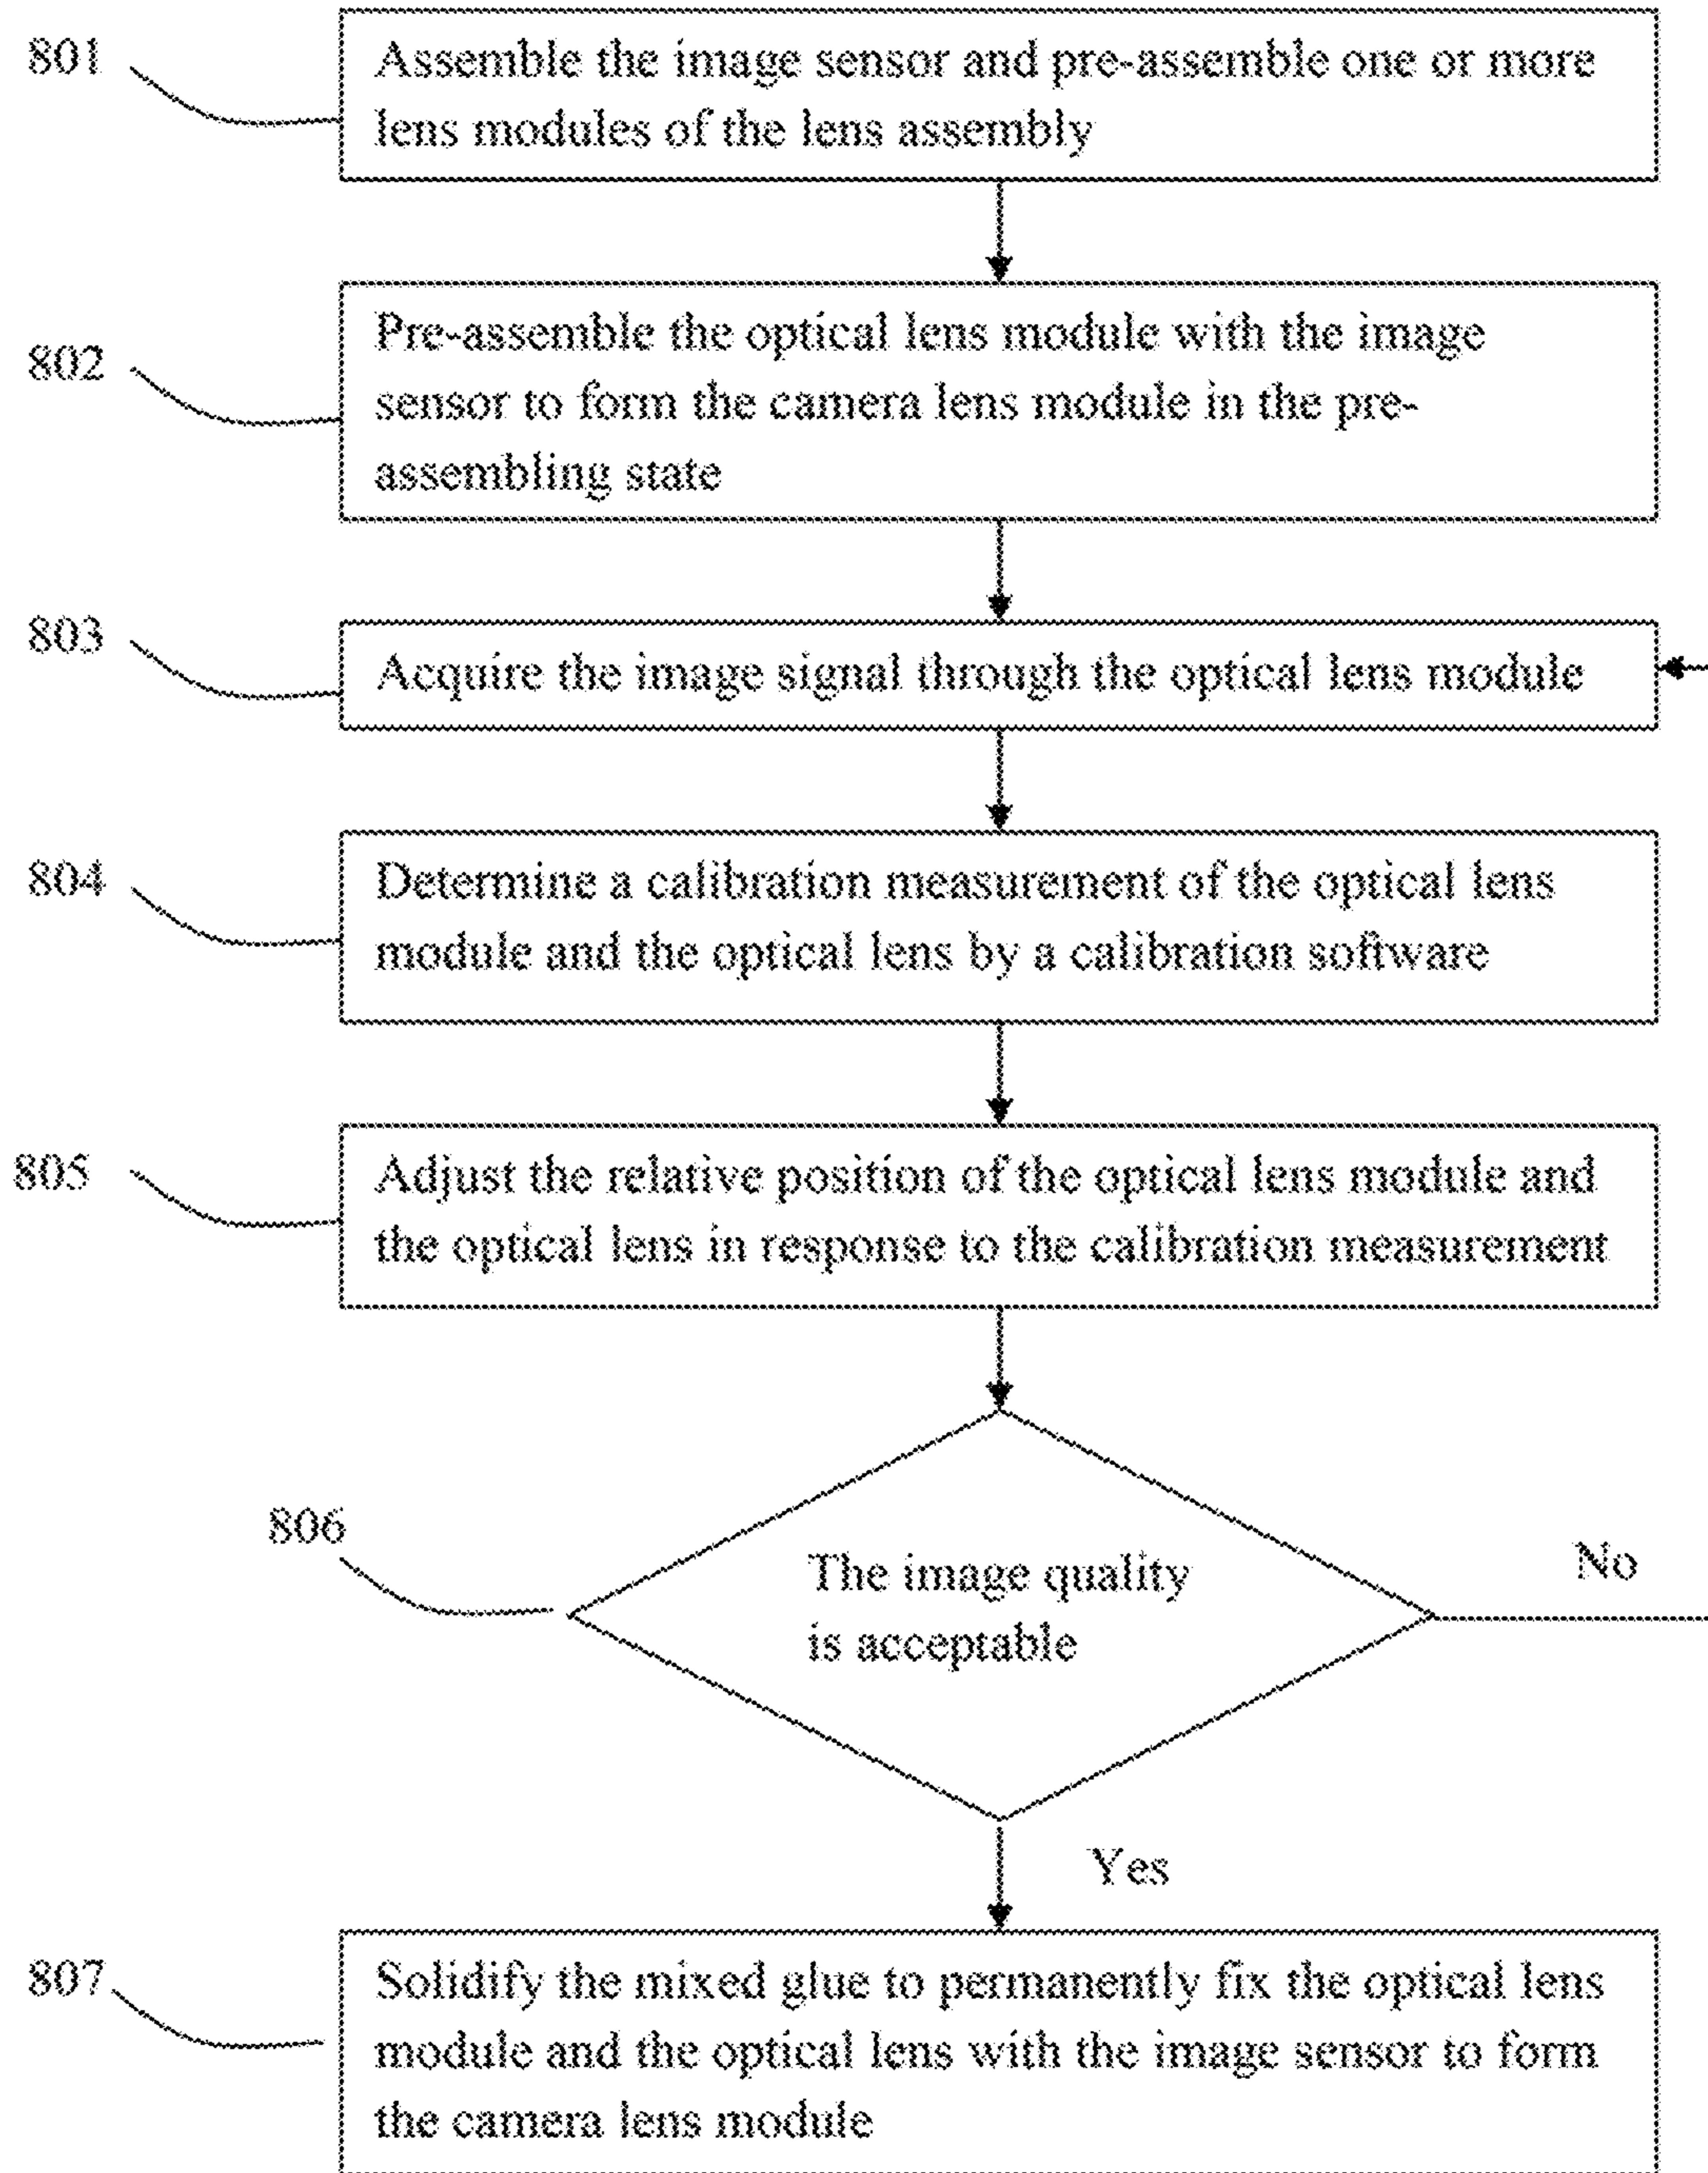 801
Assemble the image sensor and pre-assemble one or more
lens modules of the lens assembly
802
Pre-assemble the optical lens module with the image
sensor to form the camera lens module in the pre-
assembling state
803
Acquire the image signal through the optical lens module
804
Determine a calibration measurement of the optical lens
module and the optical lens by a calibration software
805
Adjust the relative position of the optical lens module and
the optical lens in response to the calibration measurement
806
The image quality
is acceptable
No
Yes
807
Solidify the mixed glue to permanently fix the optical lens
module and the optical lens with the image sensor to form
the camera lens module